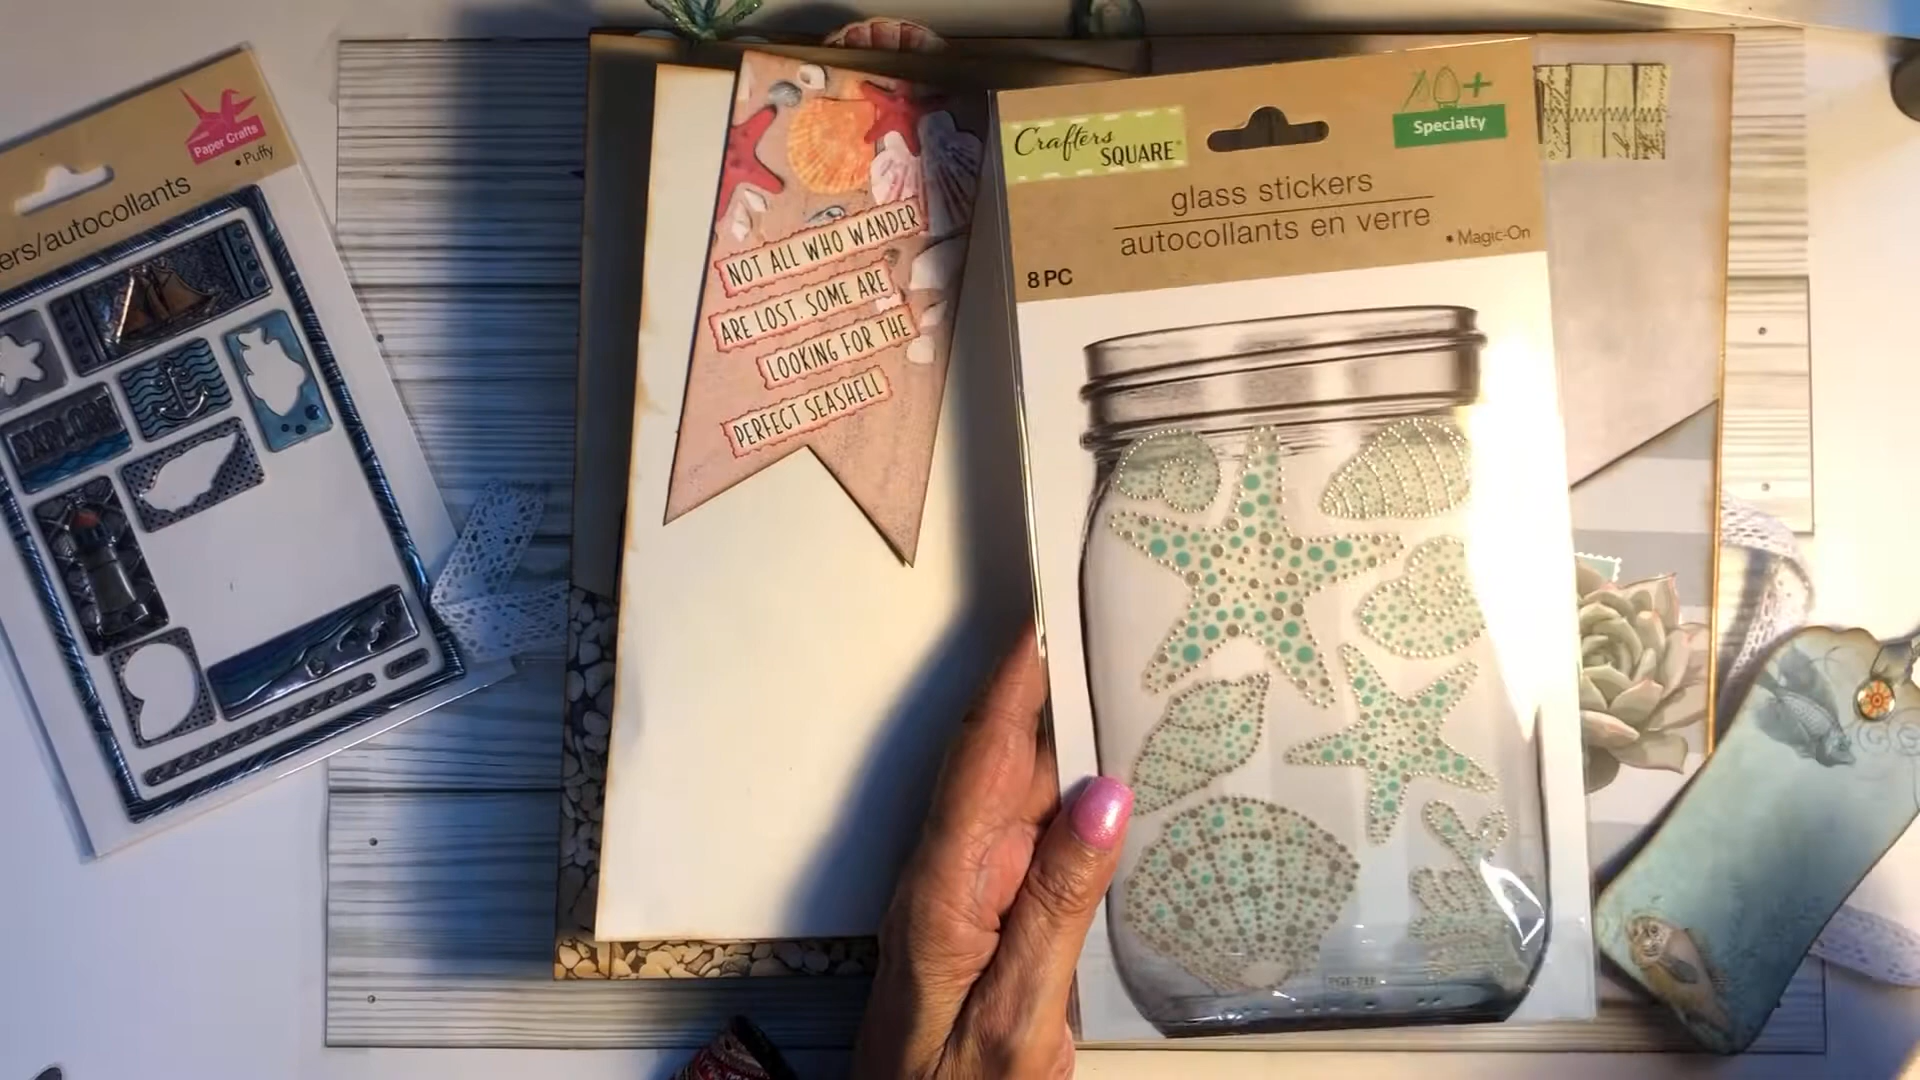 Paper Crafts
• Puffy
ers/autocollants
EXPLORE
NOT ALL WHO WANDER
ARE LOST. SOME ARE
LOOKING FOR THE
PERFECT SEASHELL
Crafters
SQUARE
Specialty
glass stickers
autocollants en verre
• Magic-On
8 PC